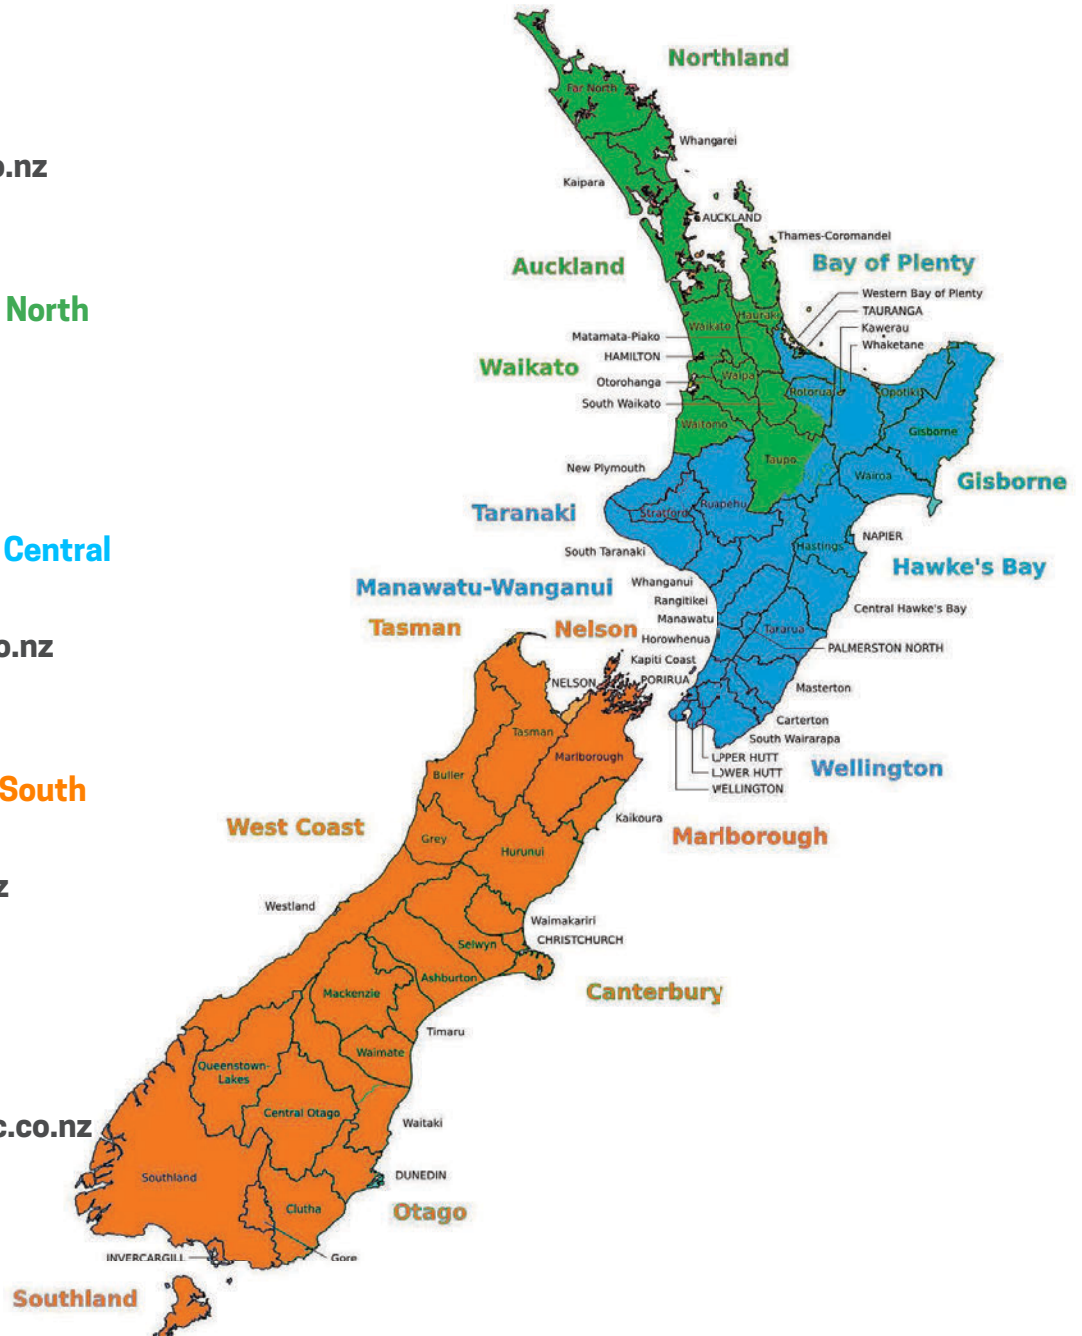 Northland
Far North
o.nz
Whangarei
Kaipara
AUCKLAND
Thames-Coromandel
Auckland
Bay of Plenty
Western Bay of Plenty
North
TAURANGA
Hauraki
Waikato
Kawerau
Matamata-Piako
Whaketane
HAMILTON
Waikato
Waipa
Otorohanga
Rotorua
Opotiki
South Waikato
Waitomo
Gisborne
Taupo
New Plymouth
Wairoa
Gisborne
Ruapehu
Taranaki
Stratford
NAPIER
Central
South Taranaki
Hastings
Hawke's Bay
Whanganui
Manawatu-Wanganui
Rangitikei
Central Hawke's Bay
Manawatu
Tasman
Nelson
Tararua
Horowhenua
o.nz
PALMERSTON NORTH
Kapiti Coast
NELSON
PORIRUA
Masterton
Carterton
Tasman
South Wairarapa
Marlborough
UPPER HUTT
Wellington
Buller
LOWER HUTT
South
WELLINGTON
Kaikoura
West Coast
Marlborough
Grey
Hurunui
z
Westland
Waimakariri
CHRISTCHURCH
Selwyn
Ashburton
Mackenzie
Canterbury
Timaru
Waimate
Queenstown-
Lakes
Central Otago
Waitaki
c.co.nz
DUNEDIN
Southland
Clutha
Otago
INVERCARGILL
Gore
Southland